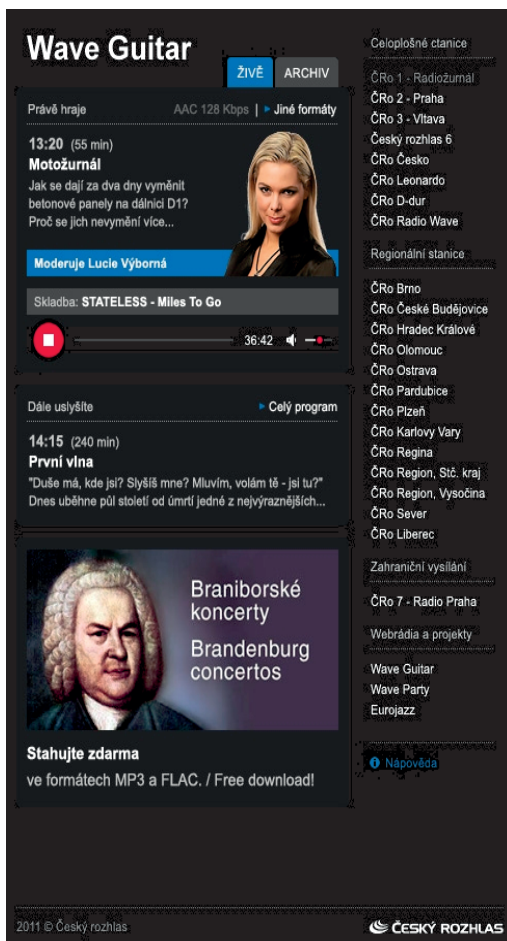 Wave Guitar
ŽIVĚ
ARCHIV
Právě hraje
AAC 128 Kbps | Jiné formáty
13:20 (55 min)
Motožurnál
Jak se dají za dva dny vyměnit
betonové panely na dálnici D1?
Proč se jich nevymění více...
Moderuje Lucie Výborná
Skladba: STATELESS - Miles To Go
36:42
Dále uslyšíte
Celý program
14:15 (240 min)
První vlna
"Duše má, kde jsi? Slyšíš mne? Mluvím, volám tě - jsi tu?"
Dnes uběhne půl století od úmrtí jedné z nejvýraznějších...
Braniborské
koncerty
Brandenburg
concertos
Stahujte zdarma
ve formátech MP3 a FLAC. / Free download!
Celoplošné ctanice
ČRo 1 - Radiožurnál
ČRo 2 - Praha
ČRo 3 - Vltava
Český rozhlas 6
ČRo Česko
ČRo Leonardo
ČRo D-dur
ČRo Radio Wave
Regionální stanice
ČRo Brno
ČRo České Budějovice
ČRo Hradec Králové
ČRo Olomouc
ČRo Ostrava
ČRo Pardubice
ČRo Plzeň
ČRo Karlovy Vary
ČRo Regina
ČRo Region, Stč. kraj
ČRo Region, Vysočina
ČRo Sever
ČRo Liberec
Zahraniční vysílání
ČRo 7 - Radio Praha
Webrádia a projekty
Wave Guitar
Wave Party
Eurojazz
Nápověda
2011 © Český rozhlas
ČESKÝ ROZHLAS